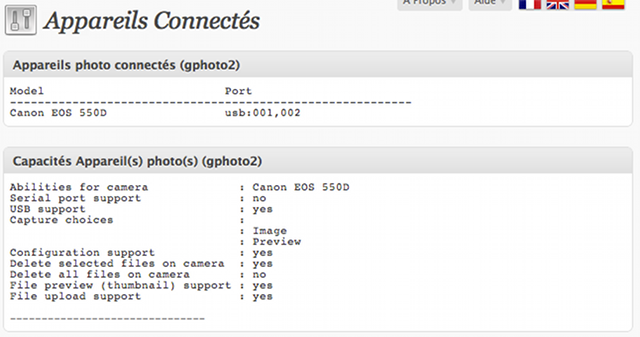 A Propos
Aide
Appareils Connectés
Appareils photo connectés (gphoto2)
Model Port
----------------------------------------------------------
Canon EOS 550D usb:001,002
Capacités Appareil(s) photo(s) (gphoto2)
Abilities for camera : Canon EOS 550D
Serial port support : no
USB support : yes
Capture choices :
: Image
: Preview
Configuration support : yes
Delete selected files on camera : yes
Delete all files on camera : no
File preview (thumbnail) support : yes
File upload support : yes
------------------------------